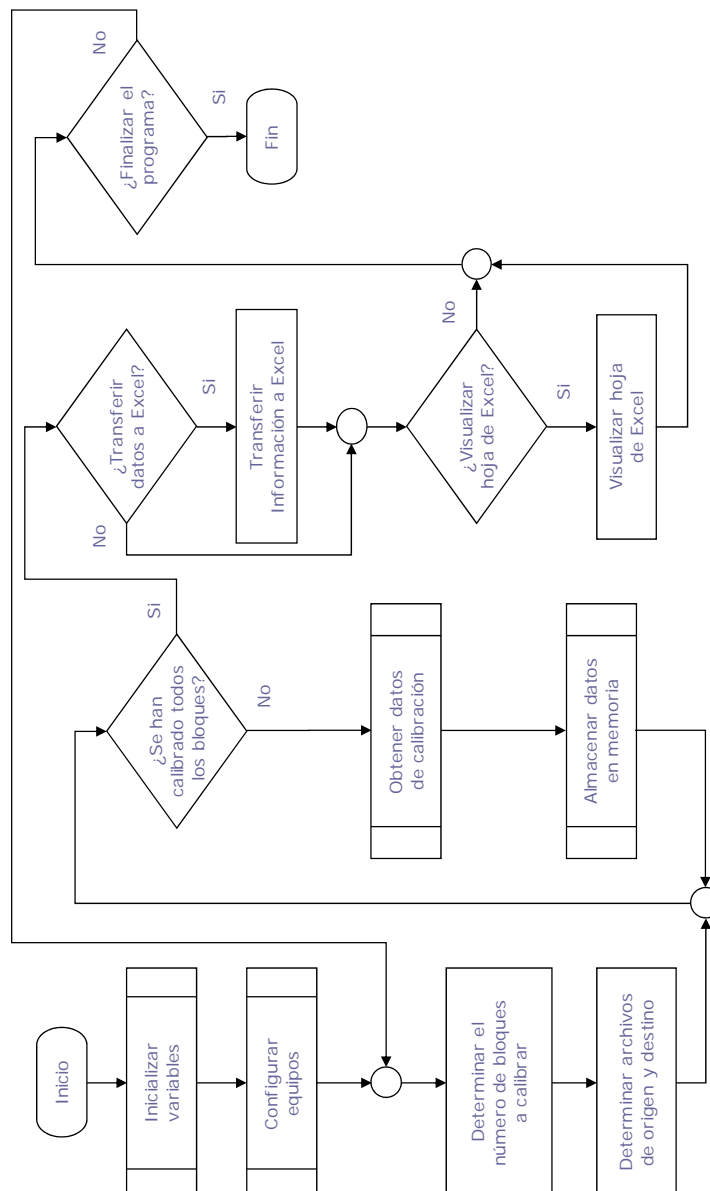 Inicio
Inicializar
variables
Configurar
equipos
Determinar el
número de bloques
a calibrar
Determinar archivos
de origen y destino
¿Se han
calibrado todos
los bloques?
Si
No
Obtener datos
de calibración
Almacenar datos
en memoria
¿Transferir
datos a Excel?
No
Si
Transferir
Información a Excel
¿Visualizar
hoja de Excel?
No
Si
Visualizar hoja
de Excel
¿Finalizar el
programa?
No
Si
Fin